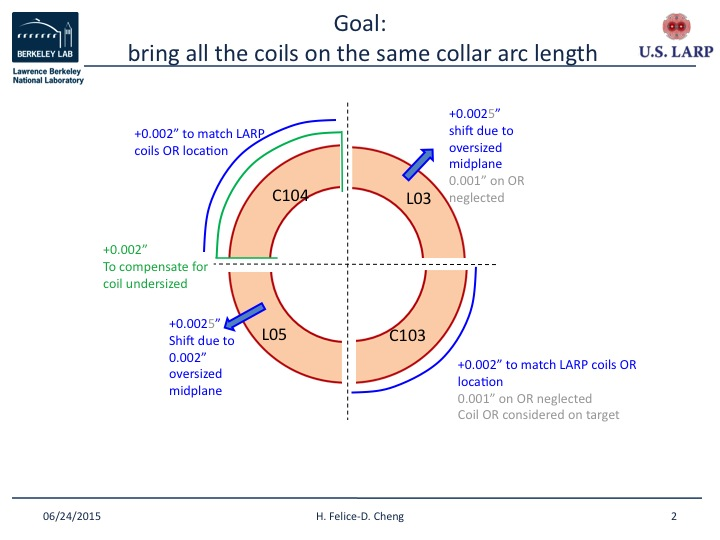 Goal:
bring all the coils on the same collar arc length
BERKELEY LAB
Lawrence Berkeley
National Laboratory
U.S. LARP
+0.002” to match LARP
coils OR location
+0.0025”
shift due to
oversized
midplane
0.001” on OR
neglected
C104
L03
+0.002”
To compensate for
coil undersized
+0.0025”
Shift due to
0.002”
oversized
midplane
L05
C103
+0.002” to match LARP coils OR
location
0.001” on OR neglected
Coil OR considered on target
06/24/2015
H. Felice-D. Cheng
2